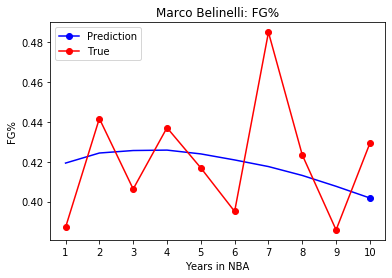 Marco Belinelli: FG%
Prediction
True
FG%
0.48
0.46
0.44
0.42
0.40
1 2 3 4 5 6 7 8 9 10
Years in NBA